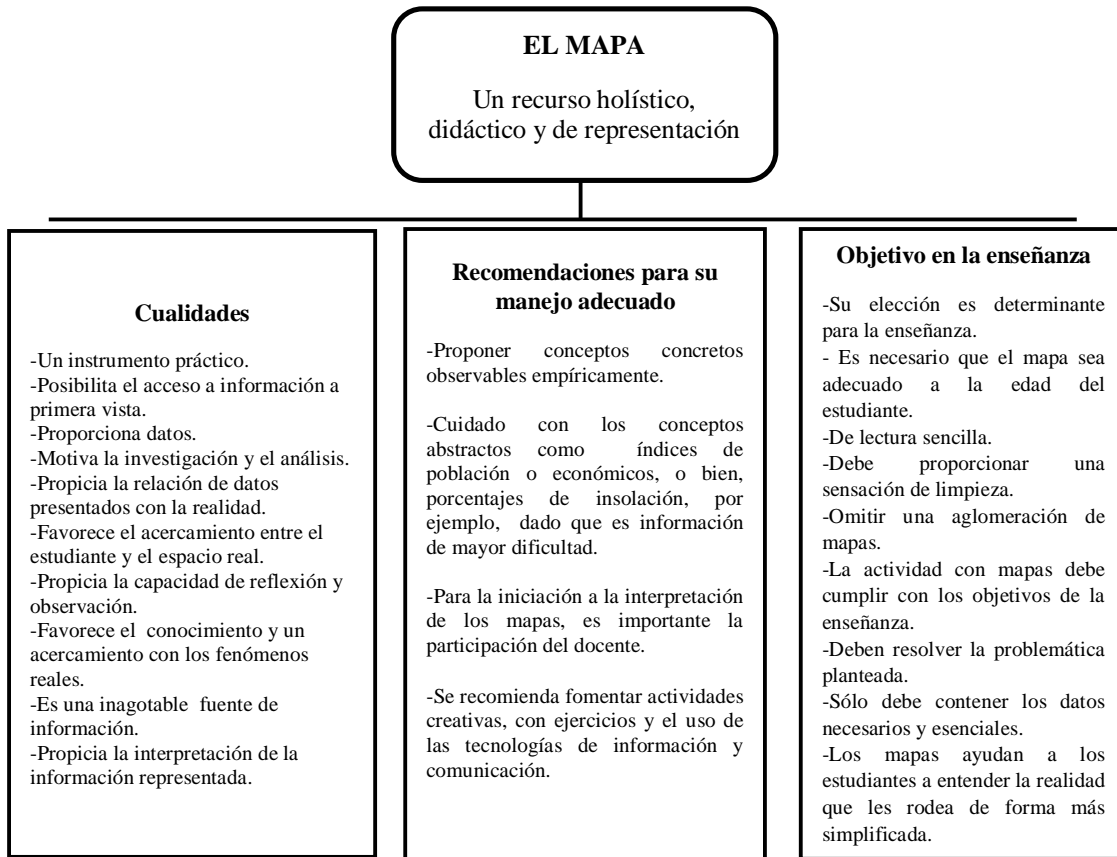 EL MAPA
Un recurso holístico,
didáctico y de representación
Cualidades
-Un instrumento práctico.
-Posibilita el acceso a información a
primera vista.
-Proporciona datos.
-Motiva la investigación y el análisis.
-Propicia la relación de datos
presentados con la realidad.
-Favorece el acercamiento entre el
estudiante y el espacio real.
-Propicia la capacidad de reflexión y
observación.
-Favorece el conocimiento y un
acercamiento con los fenómenos
reales.
-Es una inagotable fuente de
información.
-Propicia la interpretación de la
información representada.
Recomendaciones para su
manejo adecuado
-Proponer conceptos concretos
observables empíricamente.
-Cuidado con los conceptos
abstractos como índices de
población o económicos, o bien,
porcentajes de insolación, por
ejemplo, dado que es información
de mayor dificultad.
-Para la iniciación a la interpretación
de los mapas, es importante la
participación del docente.
-Se recomienda fomentar actividades
creativas, con ejercicios y el uso de
las tecnologías de información y
comunicación.
Objetivo en la enseñanza
-Su elección es determinante
para la enseñanza.
- Es necesario que el mapa sea
adecuado a la edad del
estudiante.
-De lectura sencilla.
-Debe proporcionar una
sensación de limpieza.
-Omitir una aglomeración de
mapas.
-La actividad con mapas debe
cumplir con los objetivos de la
enseñanza.
-Deben resolver la problemática
planteada.
-Sólo debe contener los datos
necesarios y esenciales.
-Los mapas ayudan a los
estudiantes a entender la realidad
que les rodea de forma más
simplificada.